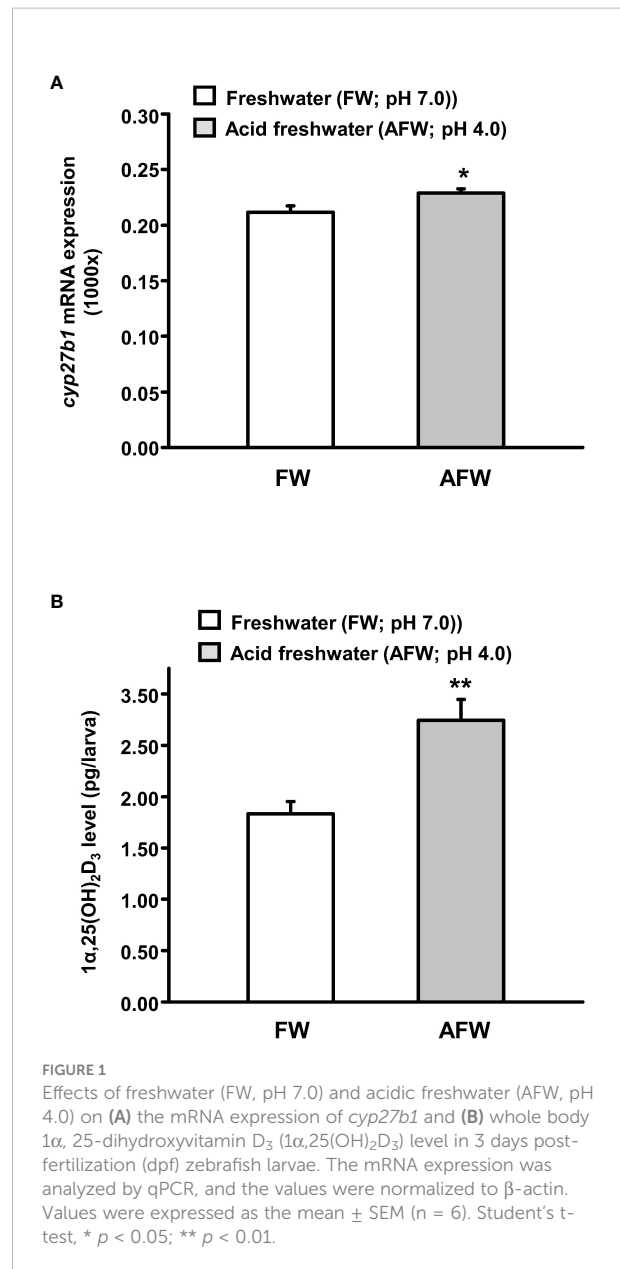 A
Freshwater (FW; pH 7.0))
Acid freshwater (AFW; pH 4.0)
cyp27b1 mRNA expression
(1000x)
0.30
0.25
0.20
0.15
0.10
0.05
0.00
*
FW
AFW
B
Freshwater (FW; pH 7.0))
Acid freshwater (AFW; pH 4.0)
1α,25(OH)₂D₃ level (pg/larva)
3.50
2.50
2.00
1.50
1.00
0.50
0.00
**
FW
AFW
FIGURE 1
Effects of freshwater (FW, pH 7.0) and acidic freshwater (AFW, pH
4.0) on (A) the mRNA expression of cyp27b1 and (B) whole body
1α, 25-dihydroxyvitamin D₃ (1α,25(OH)₂D₃) level in 3 days post-
fertilization (dpf) zebrafish larvae. The mRNA expression was
analyzed by qPCR, and the values were normalized to β-actin.
Values were expressed as the mean ± SEM (n = 6). Student's t-
test, * p < 0.05; ** p < 0.01.